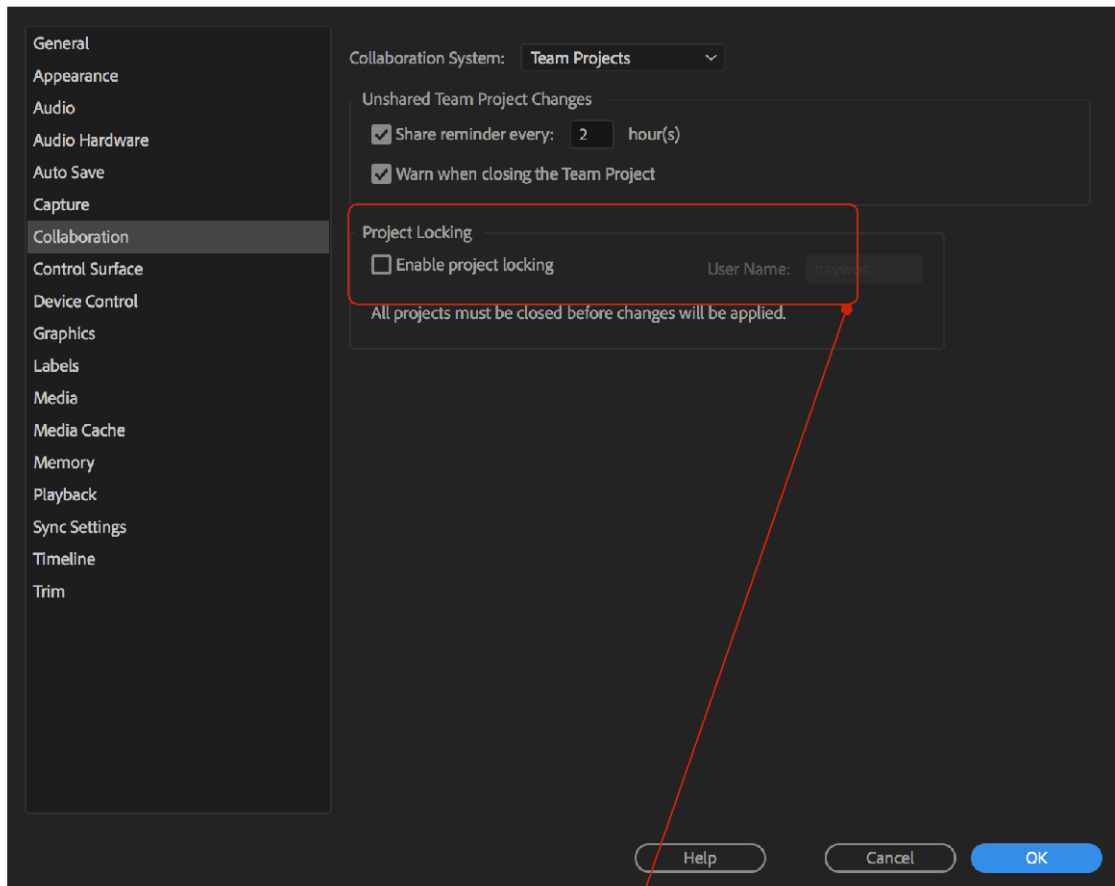 General
Appearance
Audio
Audio Hardware
Auto Save
Capture
Collaboration
Control Surface
Device Control
Graphics
Labels
Media
Media Cache
Memory
Playback
Sync Settings
Timeline
Trim
Collaboration System: Team Projects
Unshared Team Project Changes
Share reminder every: 2 hour(s)
Warn when closing the Team Project
Project Locking
Enable project locking User Name:
All projects must be closed before changes will be applied.
Help Cancel OK